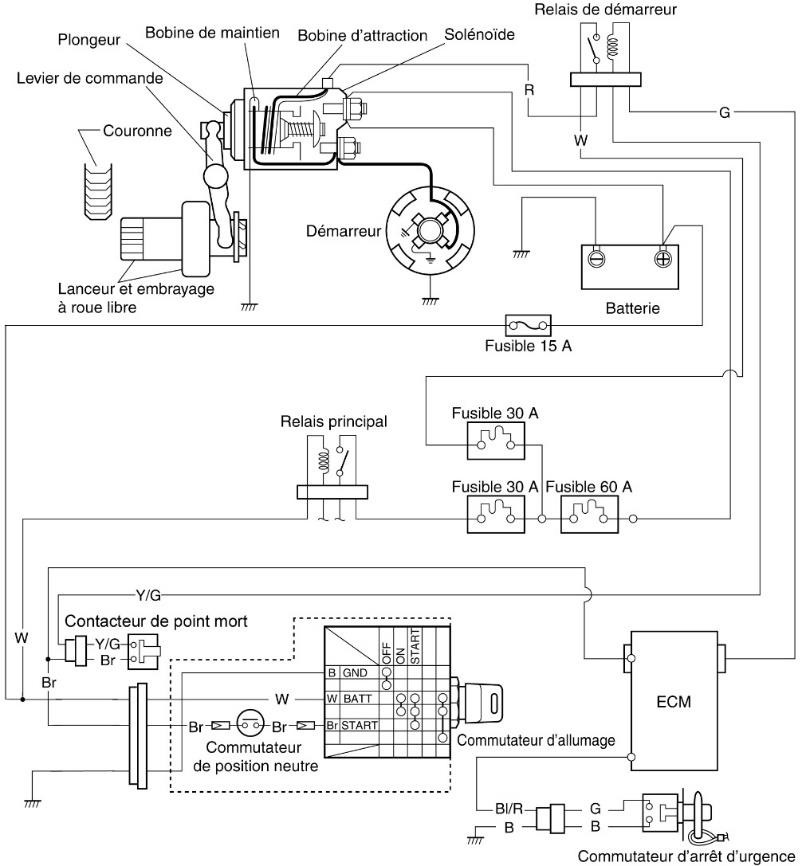 Relais de démarreur
Bobine de maintien
Bobine d'attraction
Solénoïde
Plongeur
Levier de commande
R
G
Couronne
W
Démarreur
Lanceur et embrayage
à roue libre
Batterie
Fusible 15 A
Fusible 30 A
Relais principal
Fusible 30 A
Fusible 60 A
Y/G
Contacteur de point mort
W
Y/G
Br
Br
OFF
ON
START
B GND
W
W BATT
Br
Br
Br START
ECM
Commutateur
de position neutre
Commutateur d'allumage
Bl/R
G
B
B
Commutateur d'arrêt d'urgence